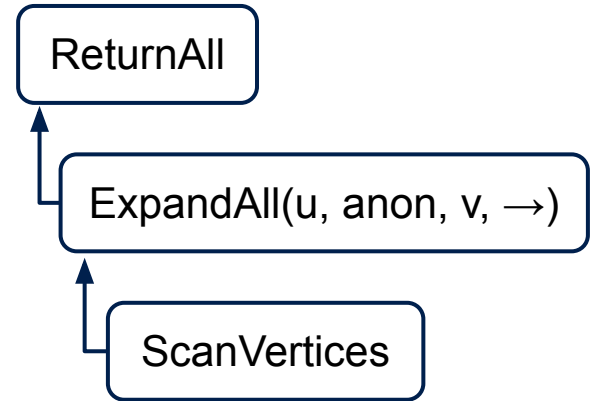 ReturnAll
ExpandAll(u, anon, v, →)
ScanVertices